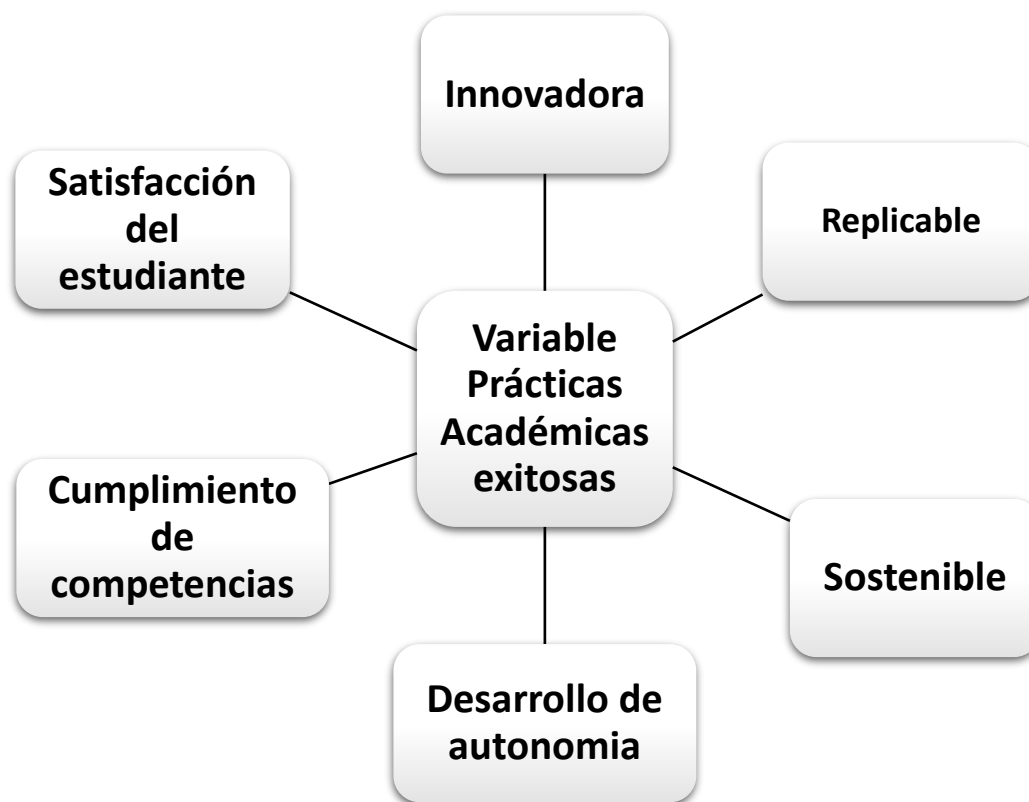 Innovadora
Satisfacción
del
estudiante
Replicable
Variable
Prácticas
Académicas
exitosas
Cumplimiento
de
competencias
Sostenible
Desarrollo de
autonomia